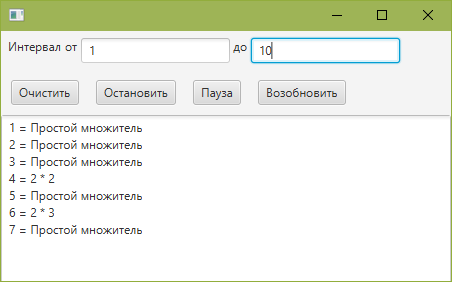 Интервал от 1 до 10
Очистить Остановить Пауза Возобновить
1 = Простой множитель
2 = Простой множитель
3 = Простой множитель
4 = 2 * 2
5 = Простой множитель
6 = 2 * 3
7 = Простой множитель